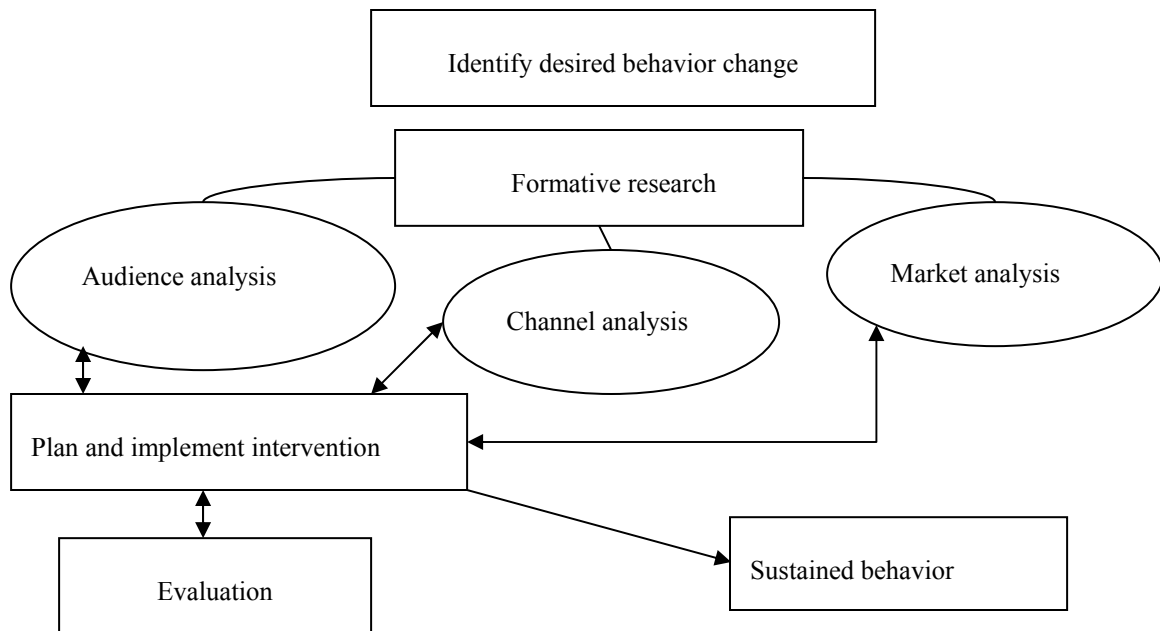 Identify desired behavior change
Formative research
Audience analysis
Channel analysis
Market analysis
Plan and implement intervention
Evaluation
Sustained behavior